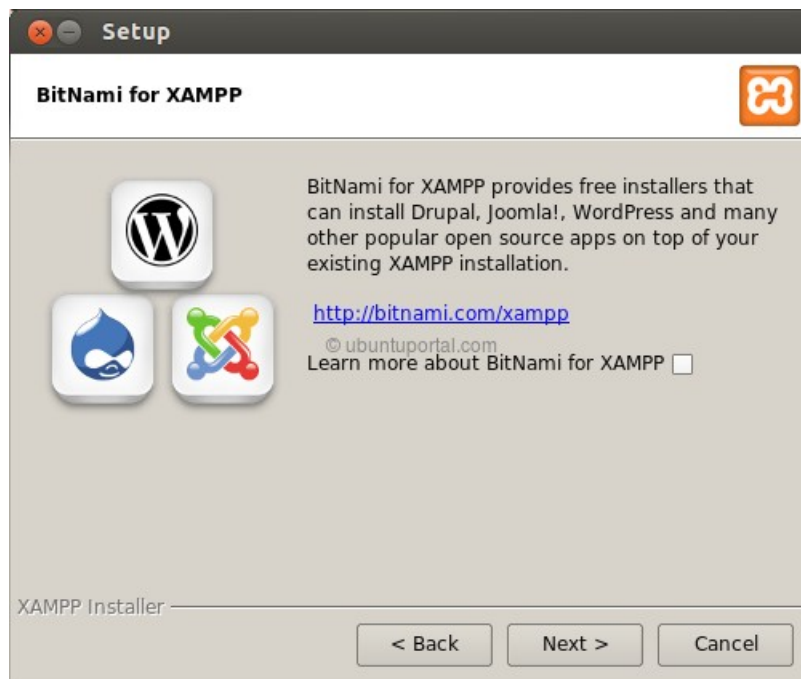 Setup
BitNami for XAMPP
BitNami for XAMPP provides free installers that
can install Drupal, Joomla!, WordPress and many
other popular open source apps on top of your
existing XAMPP installation.
http://bitnami.com/xampp
© ubuntuportal.com
Learn more about BitNami for XAMPP
XAMPP Installer
< Back
Next >
Cancel